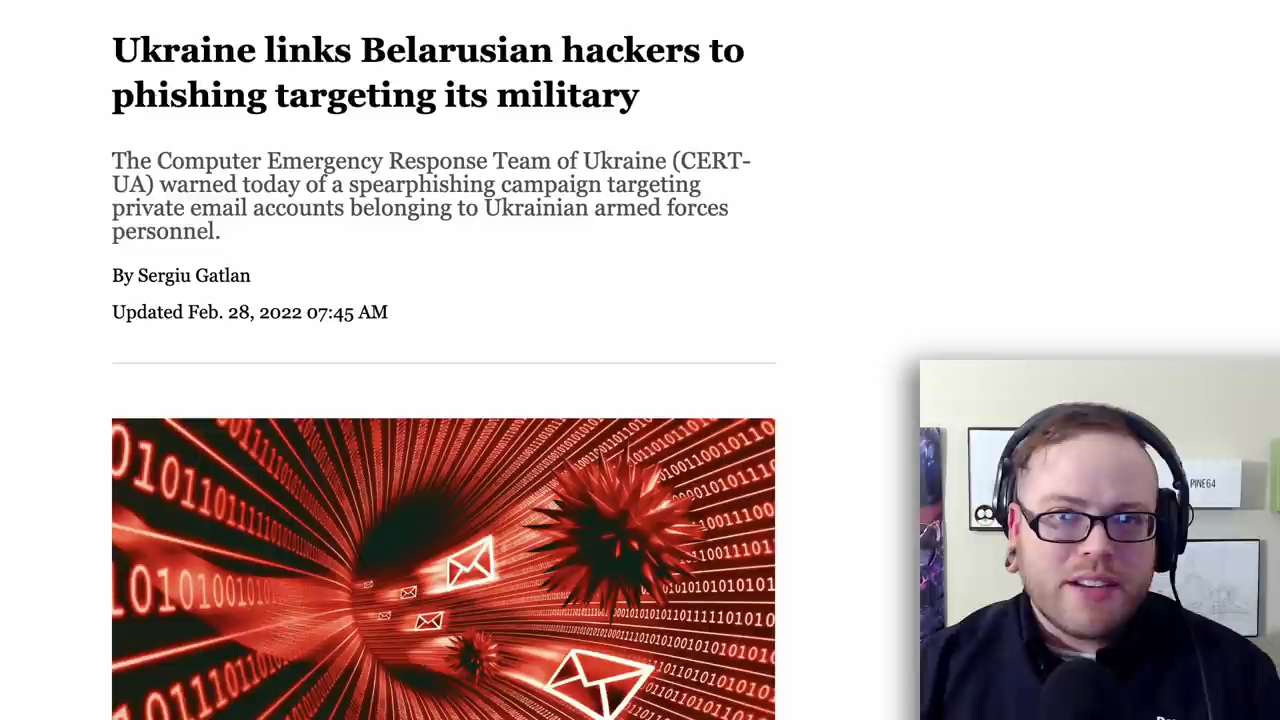 Ukraine links Belarusian hackers to
phishing targeting its military
The Computer Emergency Response Team of Ukraine (CERT-
UA) warned today of a spearphishing campaign targeting
private email accounts belonging to Ukrainian armed forces
personnel.
By Sergiu Gatlan
Updated Feb. 28, 2022 07:45 AM
PINE64